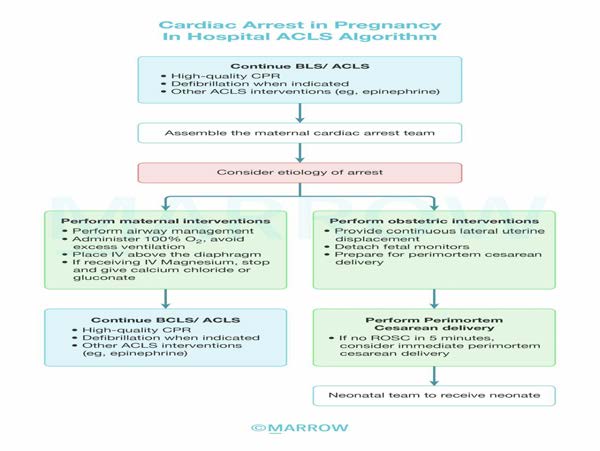 Cardiac Arrest in Pregnancy
In Hospital ACLS Algorithm
Continue BLS/ ACLS
• High-quality CPR
• Defibrillation when indicated
• Other ACLS interventions (eg, epinephrine)
Assemble the maternal cardiac arrest team
Consider etiology of arrest
MARROW
Perform maternal interventions
• Perform airway management
• Administer 100% O₂, avoid
excess ventilation
• Place IV above the diaphragm
• If receiving IV Magnesium, stop
and give calcium chloride or
gluconate
Perform obstetric interventions
• Provide continuous lateral uterine
displacement
• Detach fetal monitors
• Prepare for perimortem cesarean
delivery
Continue BCLS/ ACLS
• High-quality CPR
• Defibrillation when indicated
• Other ACLS interventions
(eg, epinephrine)
Perform Perimortem
Cesarean delivery
• If no ROSC in 5 minutes,
consider immediate perimortem
cesarean delivery
Neonatal team to receive neonate
©MARROW